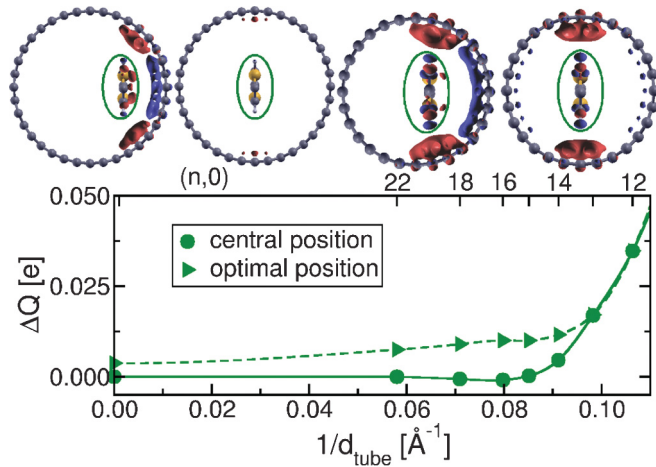 (n,0)
22 18 16 14 12
0.050
0.025
0.000
ΔQ [e]
central position
optimal position
0.00 0.02 0.04 0.06 0.08 0.10
1/d_tube [Å⁻¹]